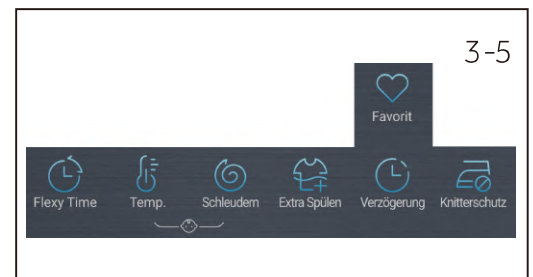 3-5
Favorit
Flexy Time Temp. Schleudern Extra Spülen Verzögerung Knitterschutz